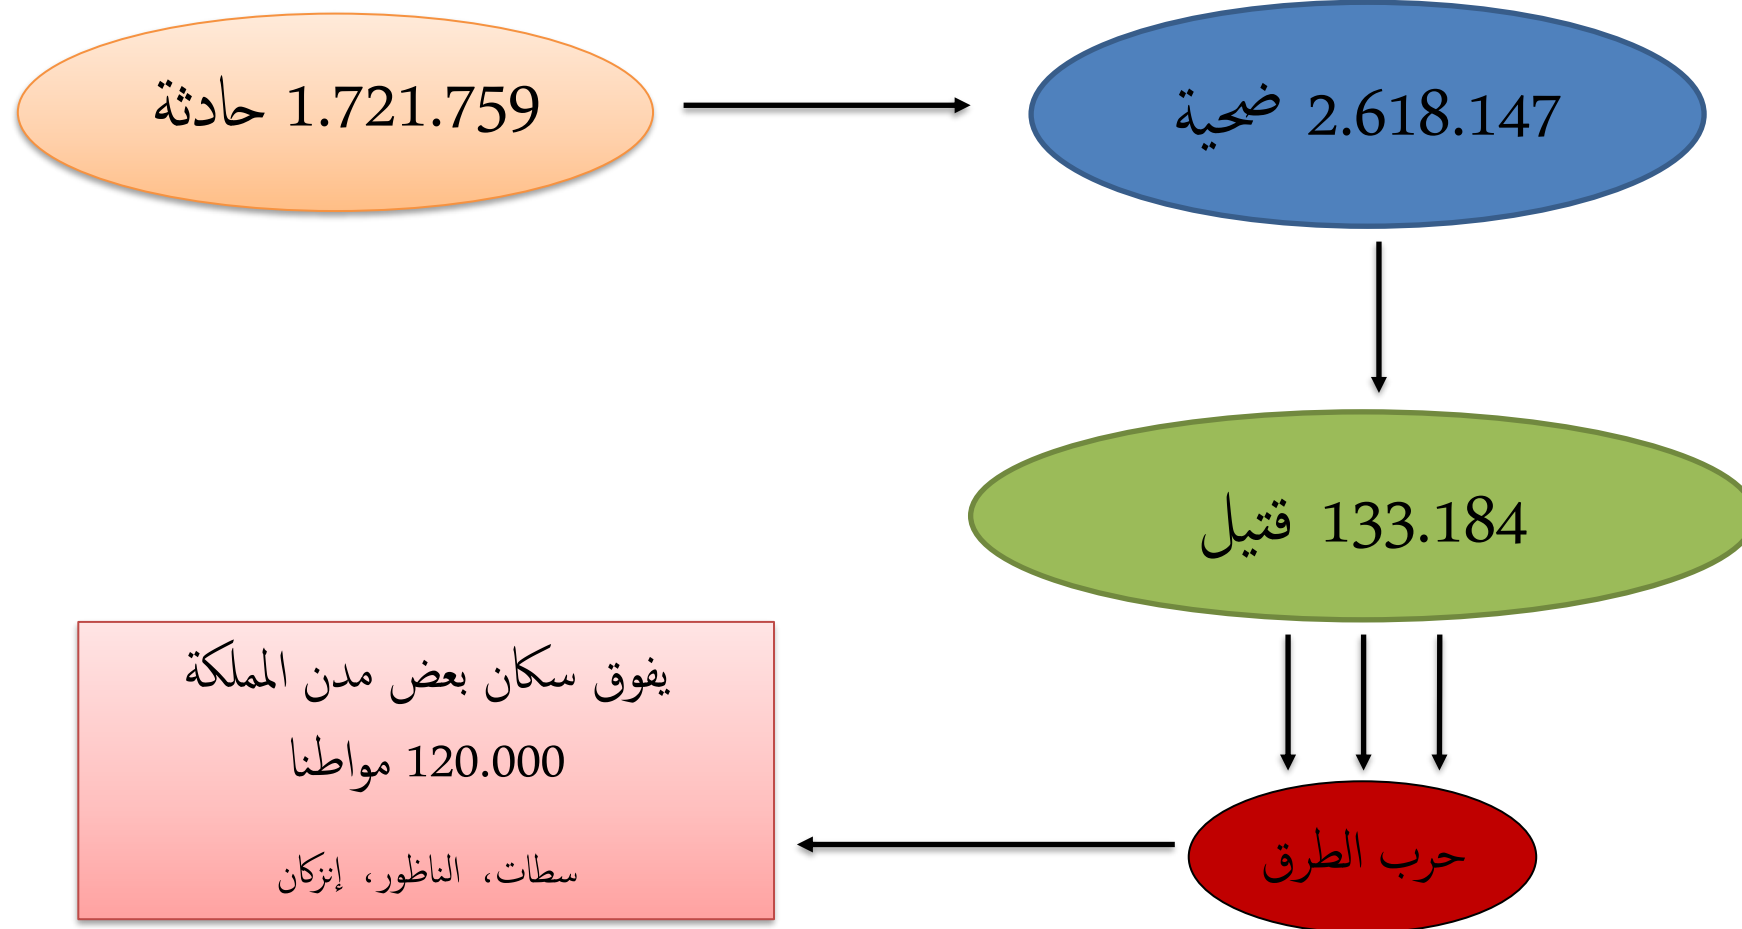 1.721.759 حادثة
2.618.147 ضحية
133.184 قتيل
حرب الطرق
يفوق سكان بعض مدن المملكة
120.000 مواطنا
سطات، الناظور، إنزكان